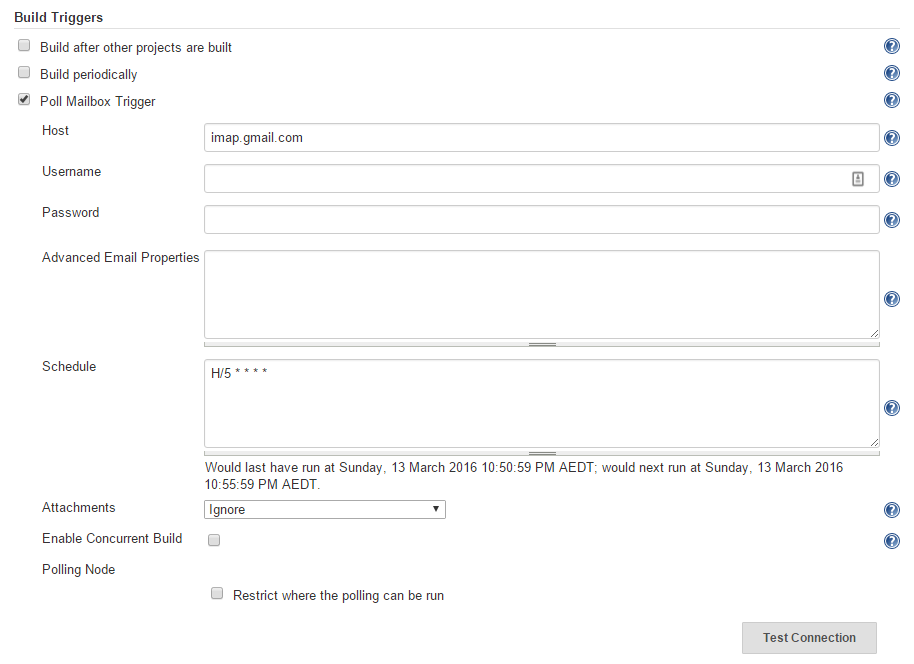 Build Triggers
Build after other projects are built
Build periodically
Poll Mailbox Trigger
Host
imap.gmail.com
Username
Password
Advanced Email Properties
Schedule
H/5 * * * *
Would last have run at Sunday, 13 March 2016 10:50:59 PM AEDT; would next run at Sunday, 13 March 2016
10:55:59 PM AEDT.
Attachments
Ignore
Enable Concurrent Build
Polling Node
Restrict where the polling can be run
Test Connection